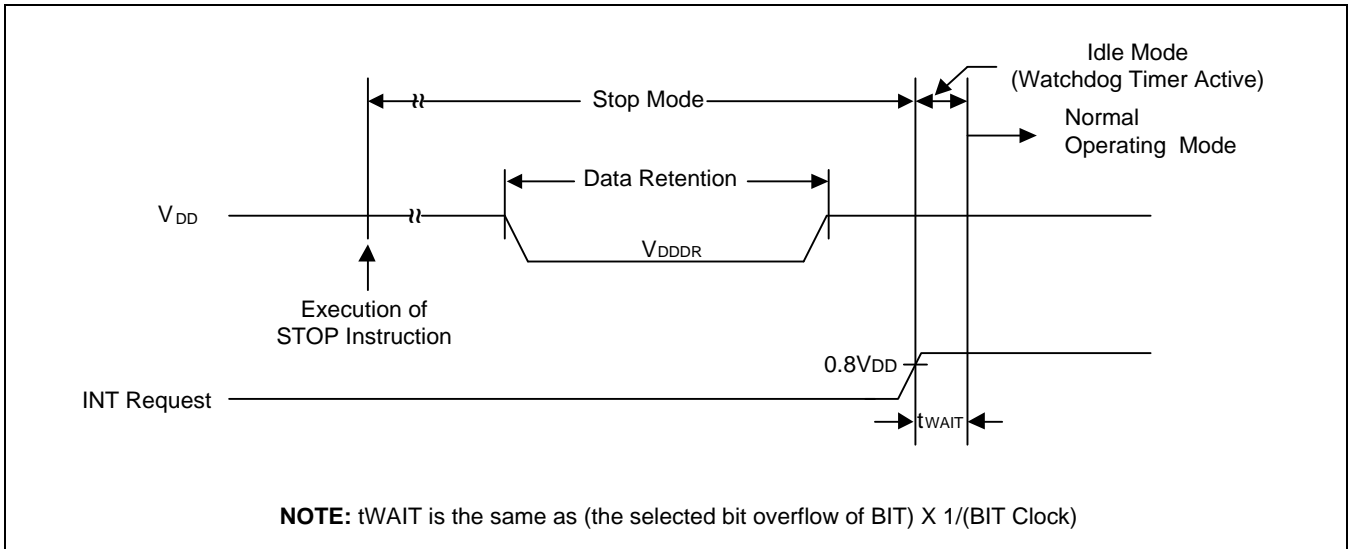 Idle Mode
(Watchdog Timer Active)
Stop Mode
Normal
Operating Mode
Data Retention
VDD
VDDDR
Execution of
STOP Instruction
0.8VDD
INT Request
tWAIT
NOTE: tWAIT is the same as (the selected bit overflow of BIT) X 1/(BIT Clock)